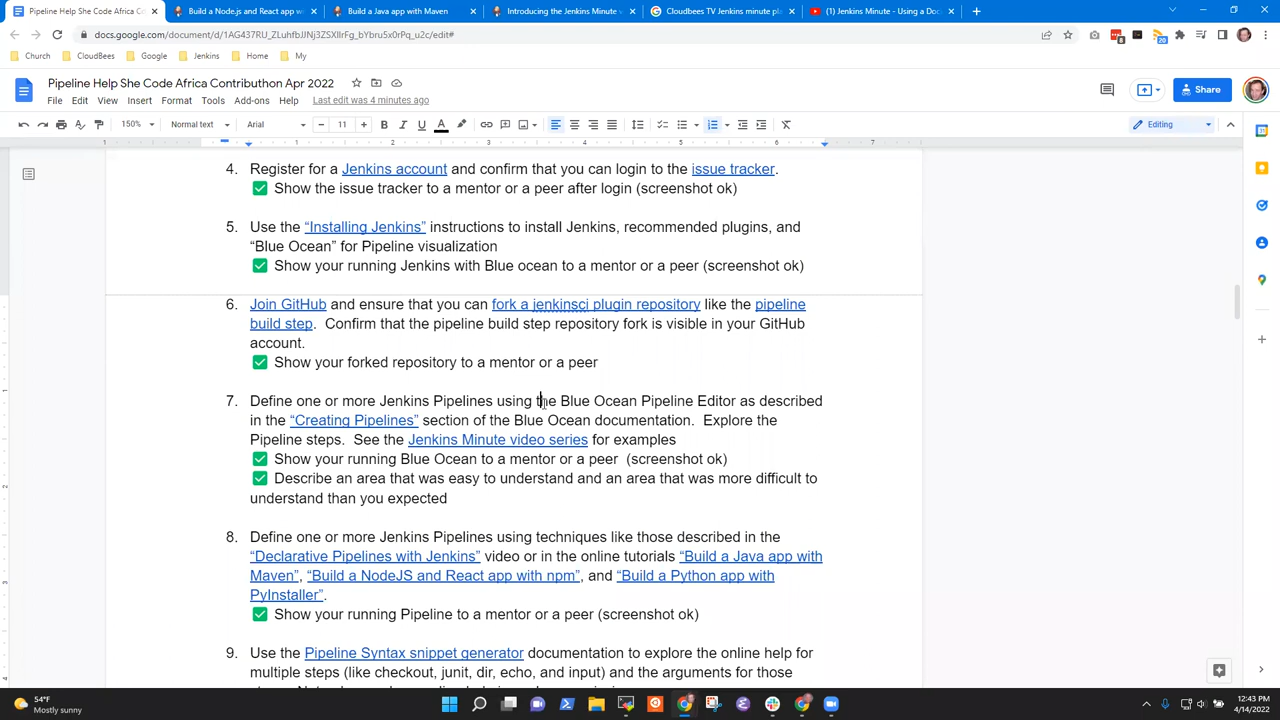 Pipeline Help She Code Africa Co
Build a Node.js and React app w
Build a Java app with Maven
Introducing the Jenkins Minute v
Cloudbees TV Jenkins minute pl
(1) Jenkins Minute - Using a Doc
docs.google.com/document/d/1AG437RU_ZLuhfbJJNj3ZSXIIrFg_bYbru5x0rPq_u2c/edit#
Church
CloudBees
Google
Jenkins
Home
My
Pipeline Help She Code Africa Contributhon Apr 2022
File Edit View Insert Format Tools Add-ons Help Last edit was 4 minutes ago
Share
150% Normal text Arial 11 Editing
4. Register for a Jenkins account and confirm that you can login to the issue tracker.
✅ Show the issue tracker to a mentor or a peer after login (screenshot ok)
5. Use the “Installing Jenkins” instructions to install Jenkins, recommended plugins, and
“Blue Ocean” for Pipeline visualization
✅ Show your running Jenkins with Blue ocean to a mentor or a peer (screenshot ok)
6. Join GitHub and ensure that you can fork a jenkinsci plugin repository like the pipeline
build step. Confirm that the pipeline build step repository fork is visible in your GitHub
account.
✅ Show your forked repository to a mentor or a peer
7. Define one or more Jenkins Pipelines using the Blue Ocean Pipeline Editor as described
in the “Creating Pipelines” section of the Blue Ocean documentation. Explore the
Pipeline steps. See the Jenkins Minute video series for examples
✅ Show your running Blue Ocean to a mentor or a peer (screenshot ok)
✅ Describe an area that was easy to understand and an area that was more difficult to
understand than you expected
8. Define one or more Jenkins Pipelines using techniques like those described in the
“Declarative Pipelines with Jenkins” video or in the online tutorials “Build a Java app with
Maven”, “Build a NodeJS and React app with npm”, and “Build a Python app with
PyInstaller”.
✅ Show your running Pipeline to a mentor or a peer (screenshot ok)
9. Use the Pipeline Syntax snippet generator documentation to explore the online help for
multiple steps (like checkout, junit, dir, echo, and input) and the arguments for those
54°F
Mostly sunny
12:43 PM
4/14/2022